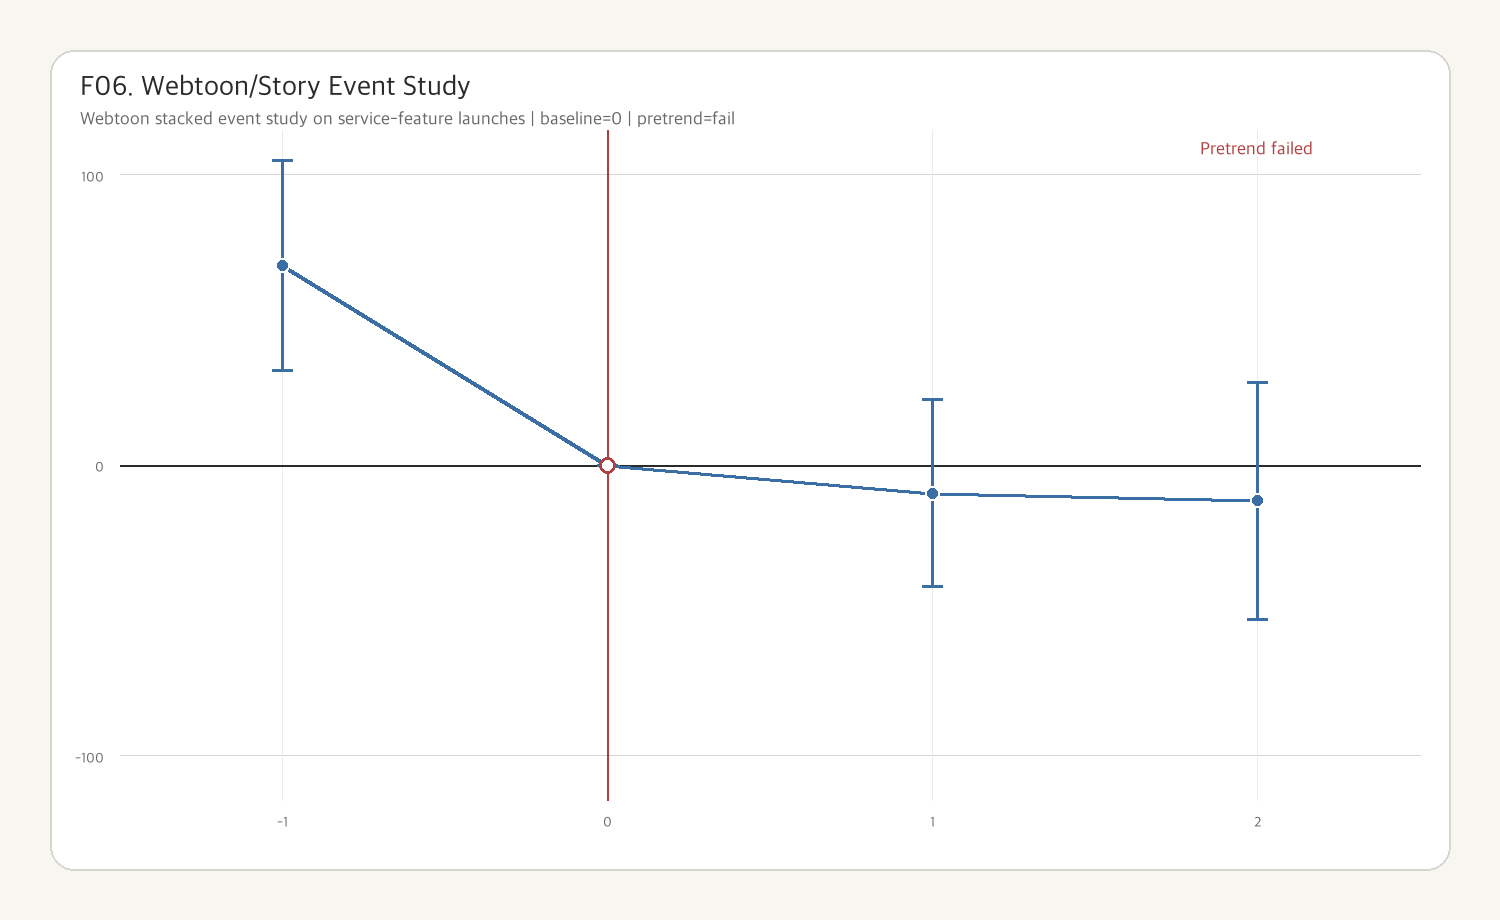 F06. Webtoon/Story Event Study
Webtoon stacked event study on service-feature launches | baseline=0 | pretrend=fail
Pretrend failed
100
0
-100
-1
0
1
2